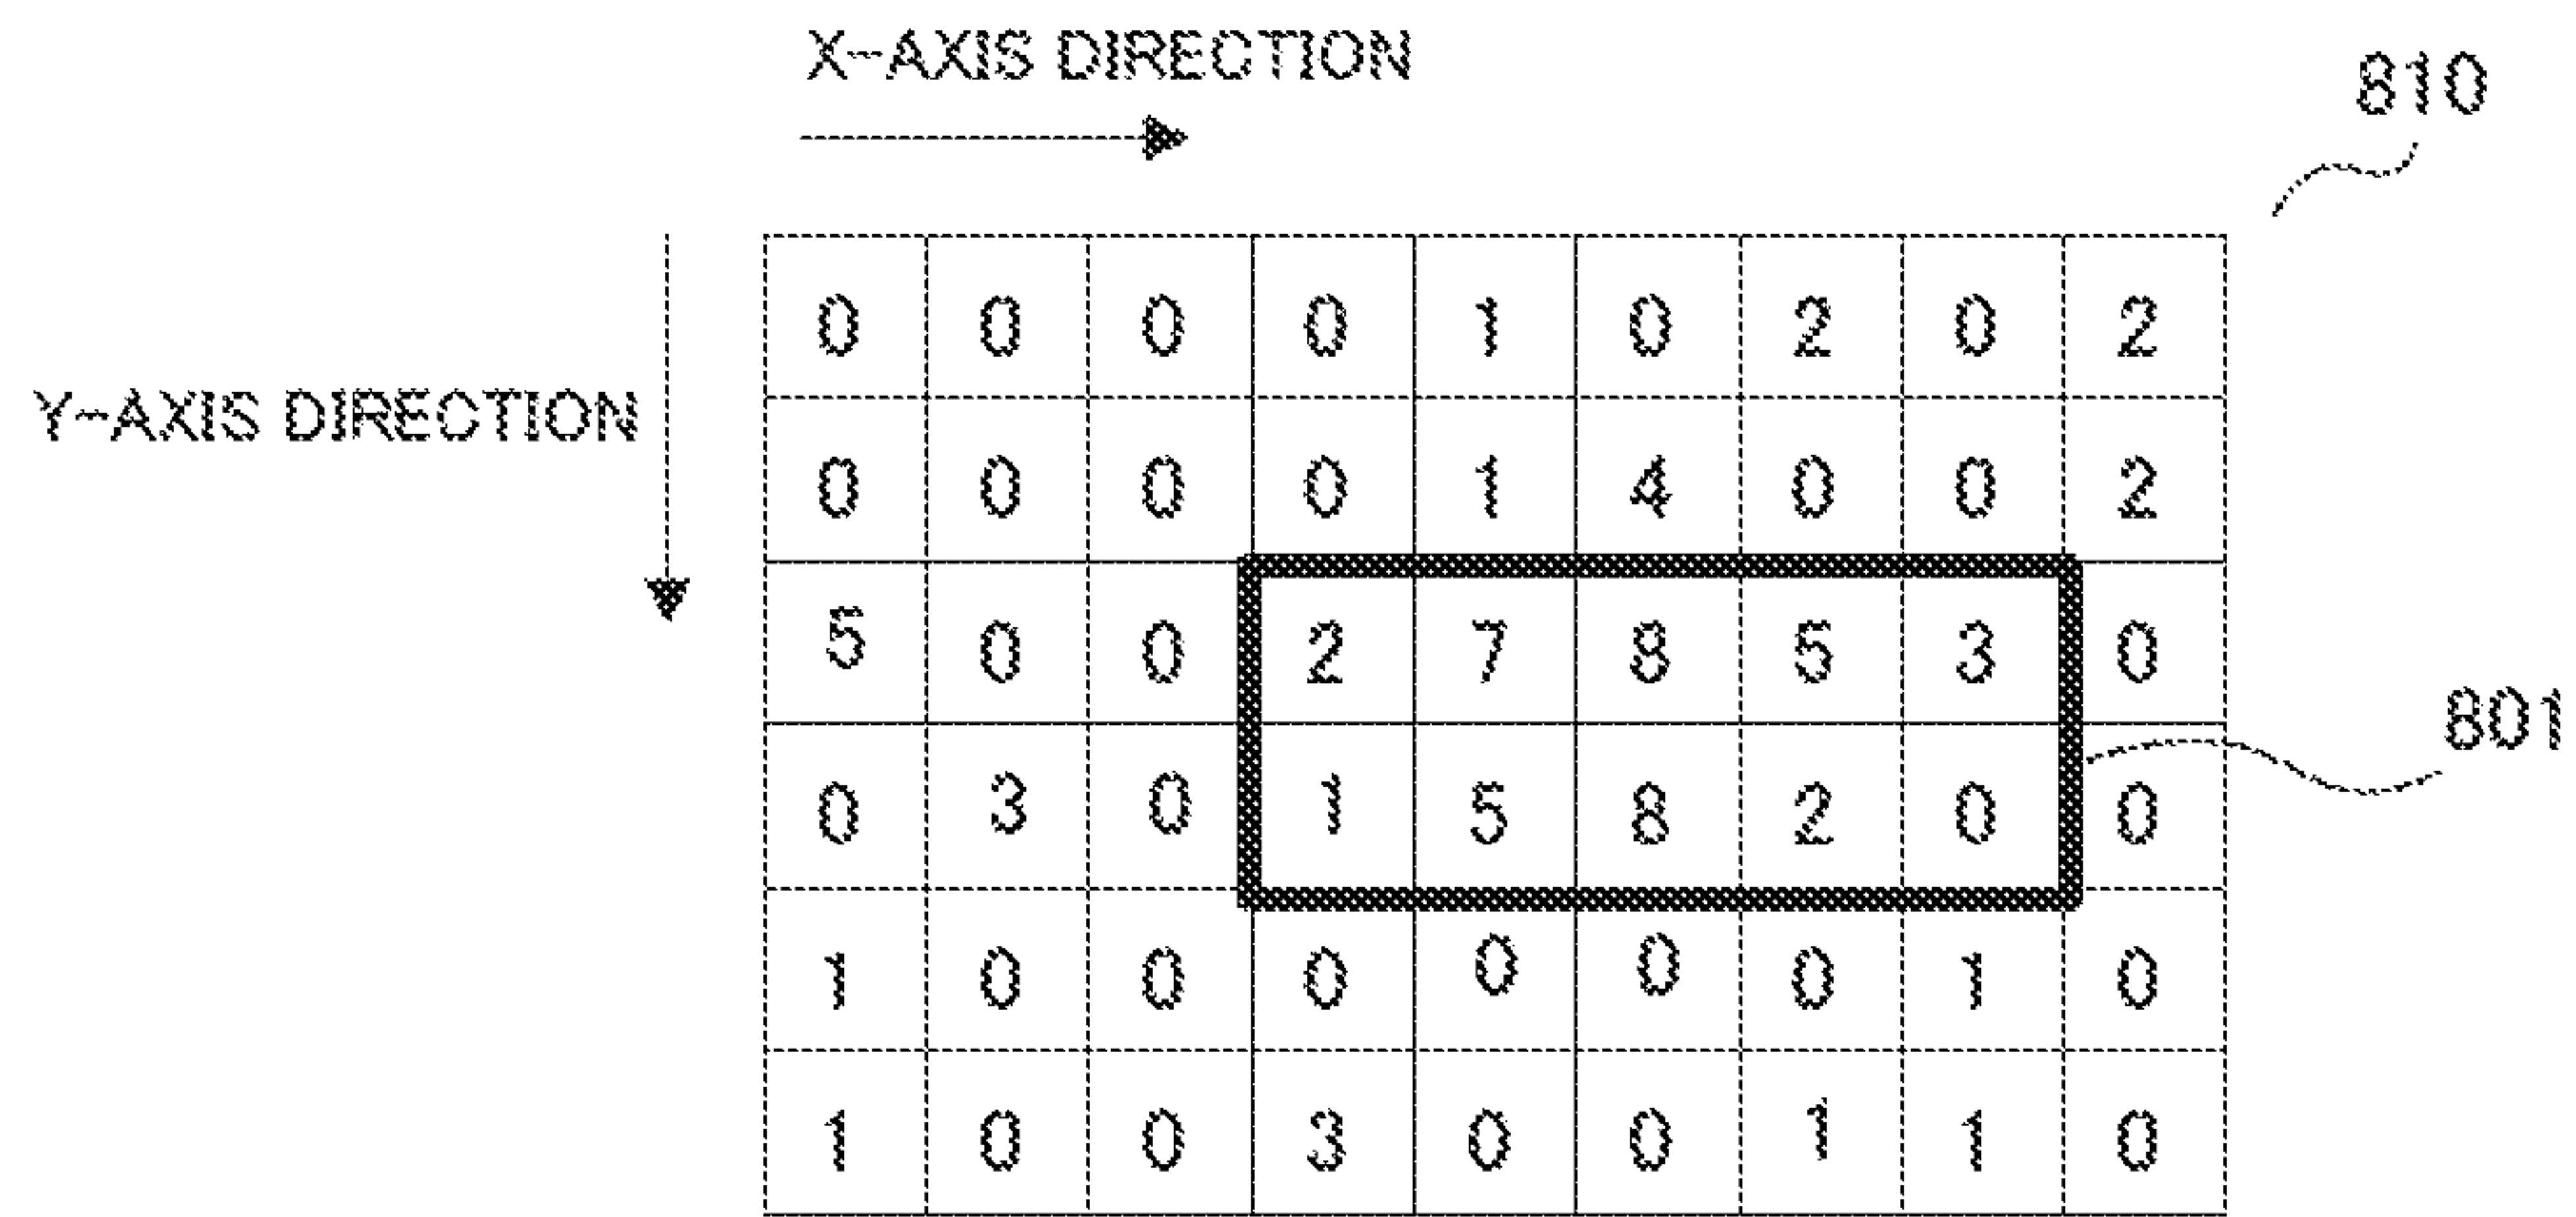 X-AXIS DIRECTION
810
0 0 0 0 1 0 2 0 2
Y-AXIS DIRECTION
0 0 0 0 1 4 0 0 2
5 0 0 2 7 8 5 3 0
801
0 3 0 1 5 8 2 0 0
1 0 0 0 0 0 0 1 0
1 0 0 3 0 0 1 1 0